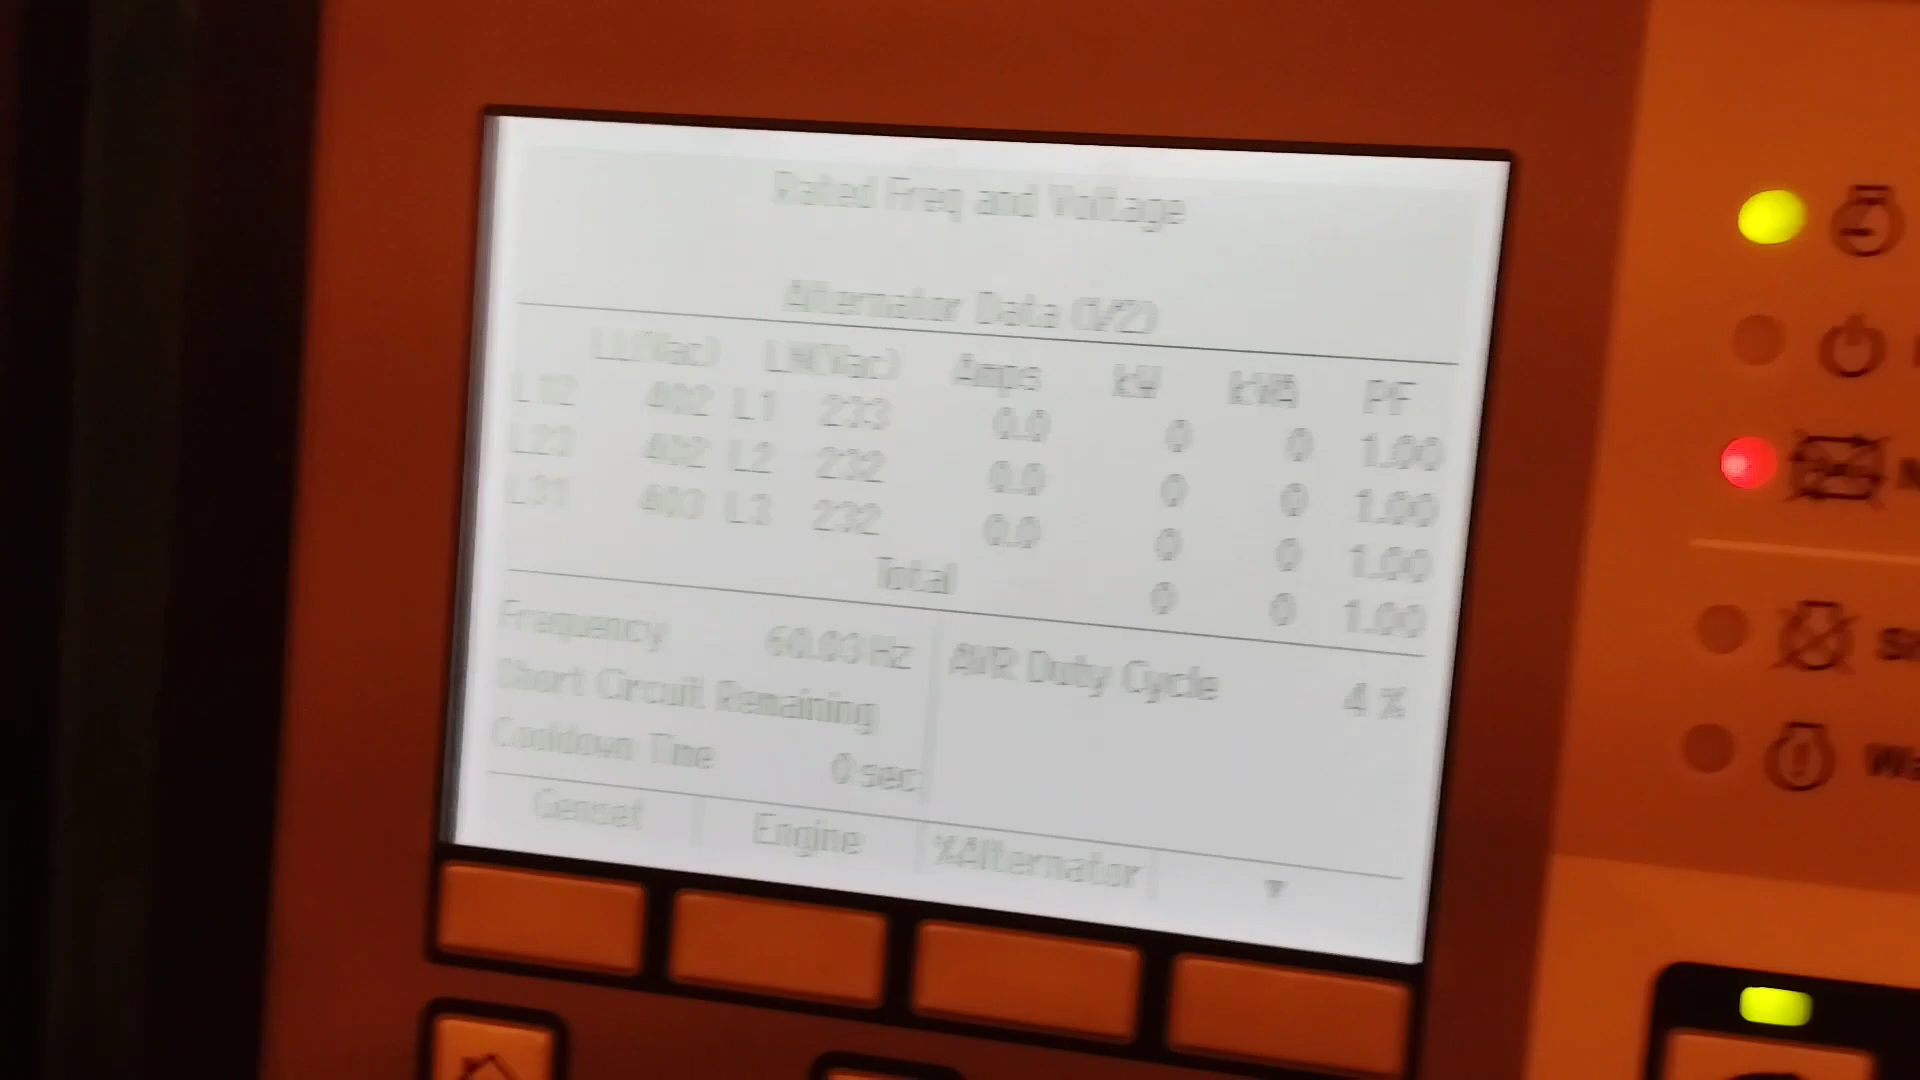 Rated Freq and Voltage
Alternator Data (1/2)
LL(Vac) LN(Vac) Amps kW kVA PF
L12 402 L1 233 0.0 0 0 1.00
L23 402 L2 232 0.0 0 0 1.00
L31 403 L3 232 0.0 0 0 1.00
Total 0 0 1.00
Frequency 60.03 Hz AVR Duty Cycle 4 %
Short Circuit Remaining
Cooldown Time 0 sec
Genset Engine %Alternator ▼